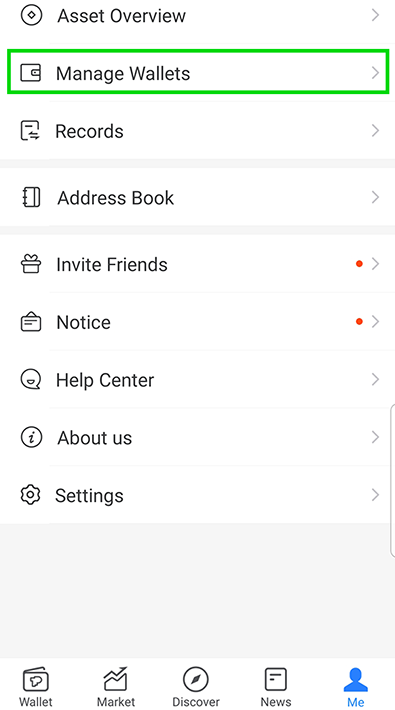 Asset Overview
Manage Wallets
Records
Address Book
Invite Friends
Notice
Help Center
About us
Settings
Wallet
Market
Discover
News
Me